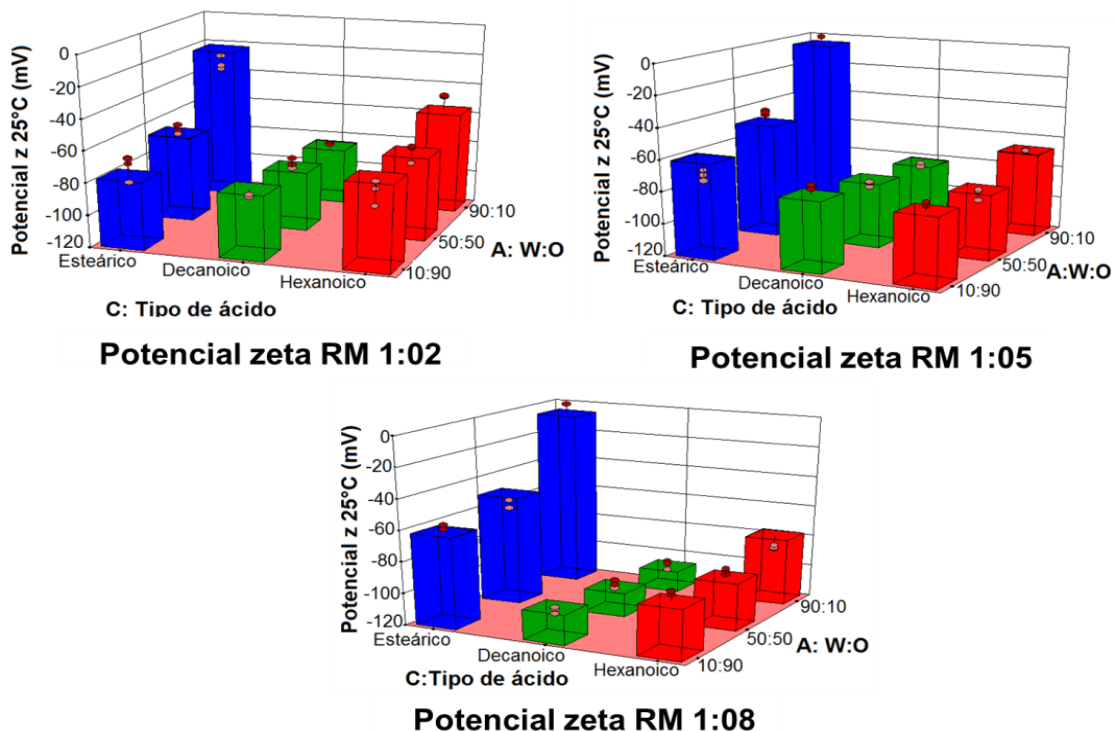 Potencial z 25°C (mV)
0
-20
-40
-60
-80
-100
-120
Esteárico
Decanoico
Hexanoico
C: Tipo de ácido
10:90
50:50
90:10
A: W:O
Potencial zeta RM 1:02
Potencial z 25°C (mV)
0
-20
-40
-60
-80
-100
-120
Esteárico
Decanoico
Hexanoico
C: Tipo de ácido
10:90
50:50
90:10
A:W:O
Potencial zeta RM 1:05
Potencial z 25°C (mV)
0
-20
-40
-60
-80
-100
-120
Esteárico
Decanoico
Hexanoico
C:Tipo de ácido
10:90
50:50
90:10
A: W:O
Potencial zeta RM 1:08